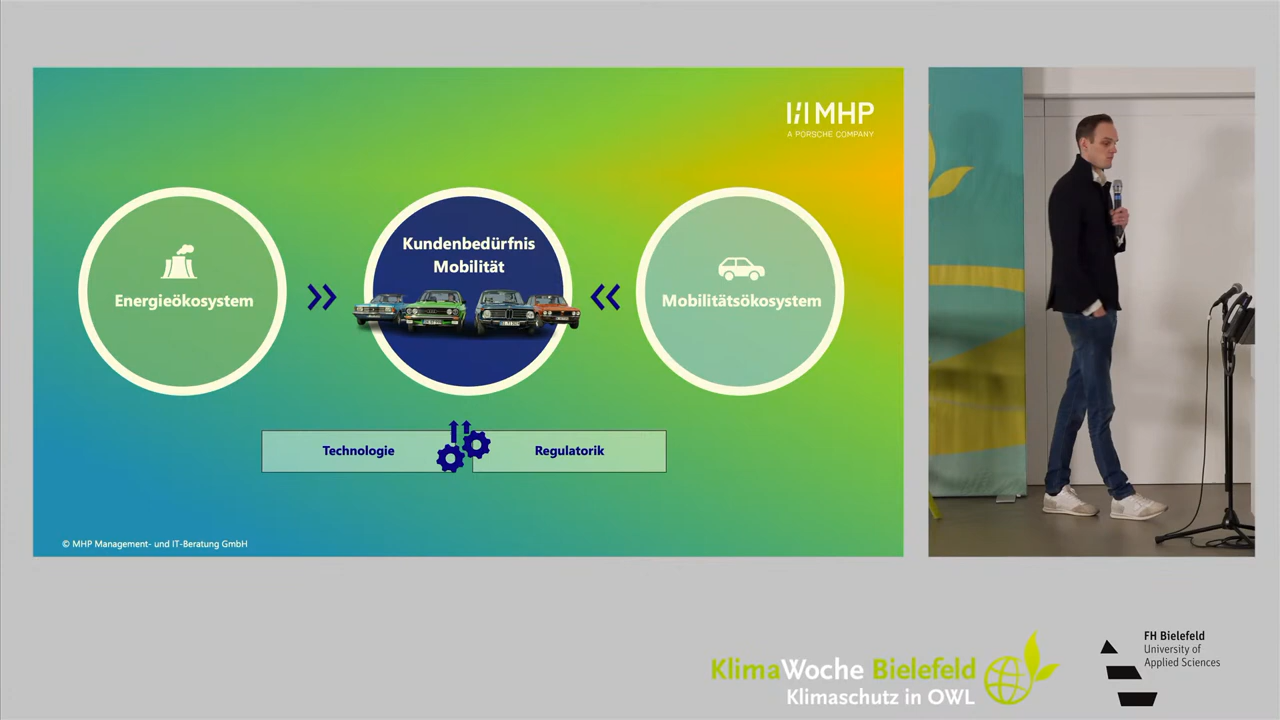 MHP
A PORSCHE COMPANY
Energieökosystem
Kundenbedürfnis
Mobilität
Mobilitätsökosystem
Technologie
Regulatorik
© MHP Management- und IT-Beratung GmbH
KlimaWoche Bielefeld
Klimaschutz in OWL
FH Bielefeld
University of
Applied Sciences